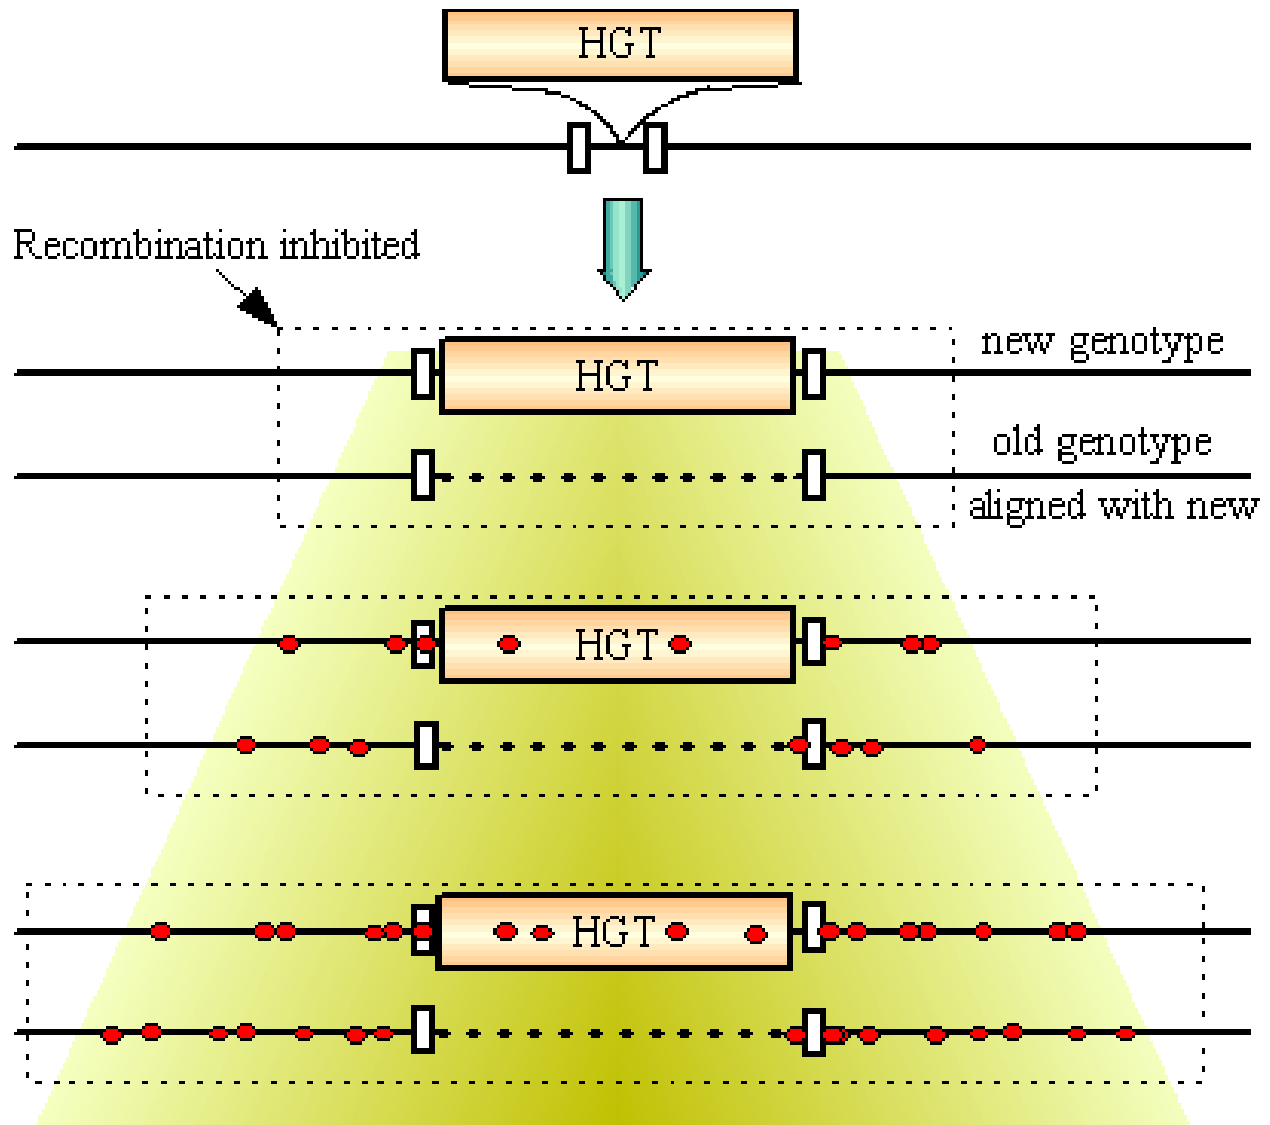 HGT
Recombination inhibited
new genotype
HGT
old genotype
aligned with new
HGT
HGT